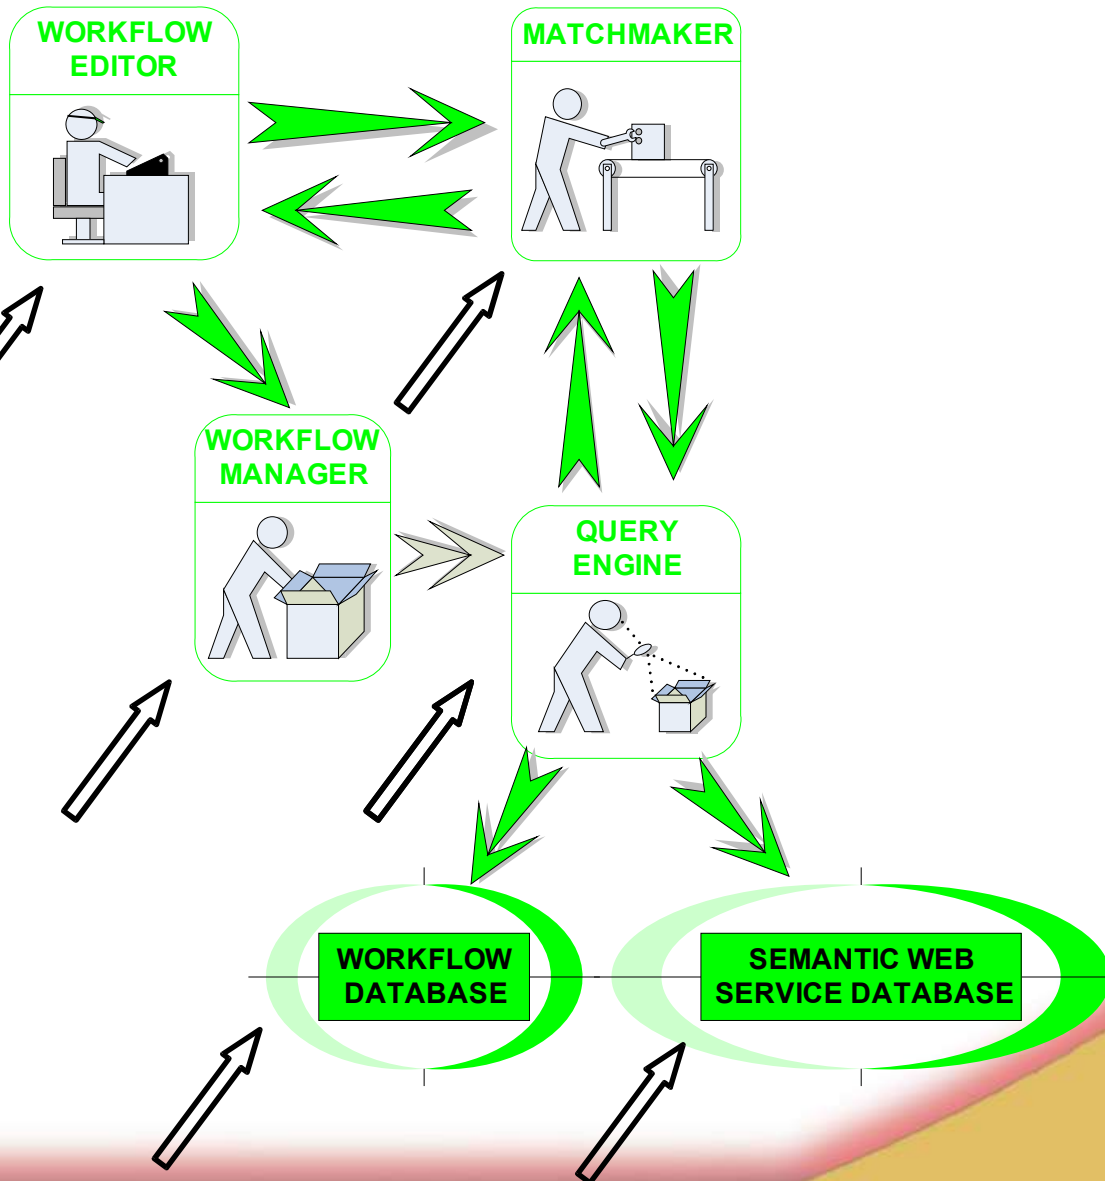 WORKFLOW
EDITOR
MATCHMAKER
WORKFLOW
MANAGER
QUERY
ENGINE
WORKFLOW
DATABASE
SEMANTIC WEB
SERVICE DATABASE